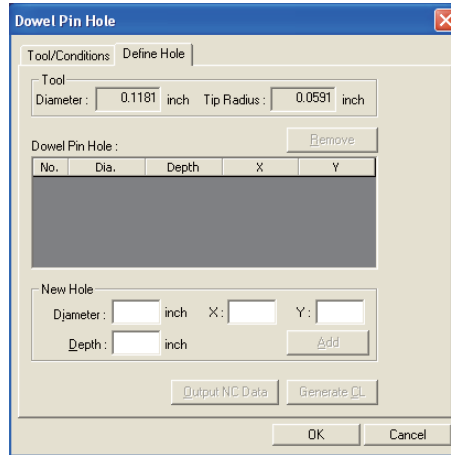 Dowel Pin Hole
Tool/Conditions Define Hole
Tool
Diameter : 0.1181 inch Tip Radius : 0.0591 inch
Remove
Dowel Pin Hole :
No. Dia. Depth X Y
New Hole
Diameter : inch X : Y :
Depth : inch Add
Output NC Data Generate CL
OK Cancel